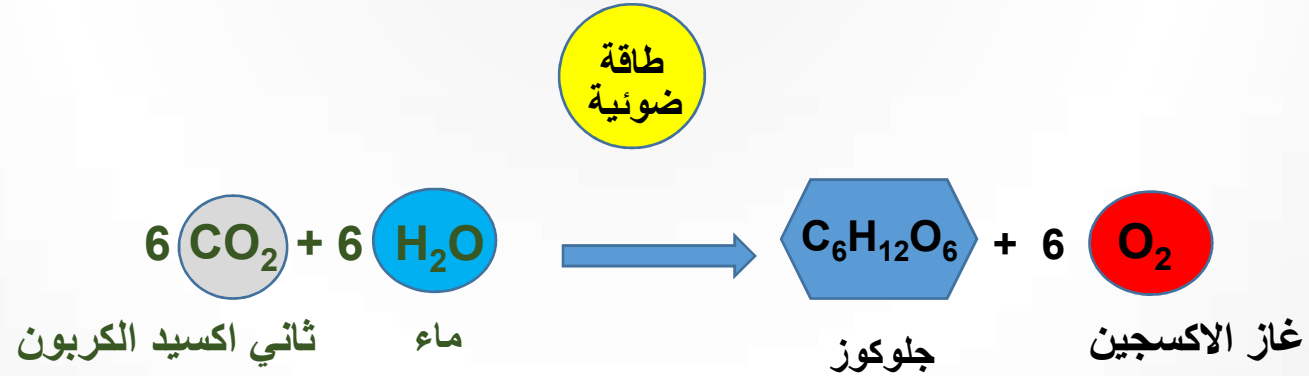 طاقة
ضوئية
6 CO₂ + 6 H₂O C₆H₁₂O₆ + 6 O₂
ثاني اكسيد الكربون ماء جلوكوز غاز الاكسجين